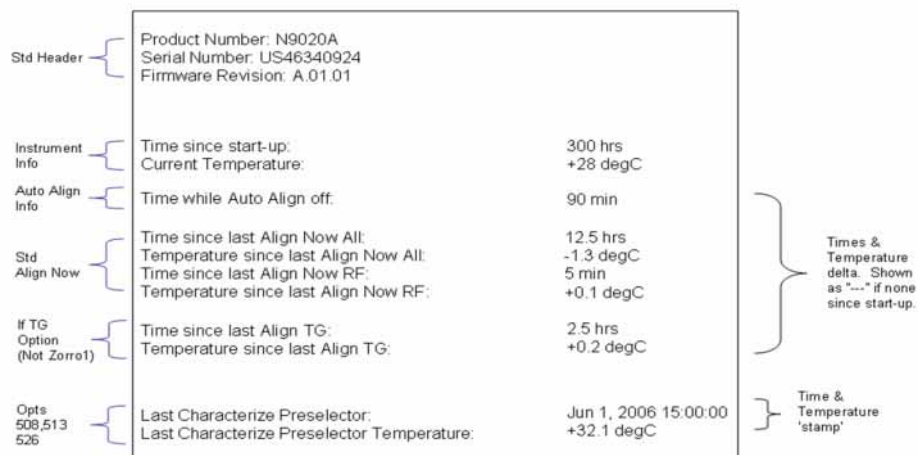 Std Header
Product Number: N9020A
Serial Number: US46340924
Firmware Revision: A.01.01
Instrument
Info
Time since start-up: 300 hrs
Current Temperature: +28 degC
Auto Align
Info
Time while Auto Align off: 90 min
Std
Align Now
Time since last Align Now All: 12.5 hrs
Temperature since last Align Now All: -1.3 degC
Time since last Align Now RF: 5 min
Temperature since last Align Now RF: +0.1 degC
If TG
Option
(Not Zorro1)
Time since last Align TG: 2.5 hrs
Temperature since last Align TG: +0.2 degC
Times &
Temperature
delta. Shown
as "---" if none
since start-up.
Opts
508,513
526
Last Characterize Preselector: Jun 1, 2006 15:00:00
Last Characterize Preselector Temperature: +32.1 degC
Time &
Temperature
'stamp'